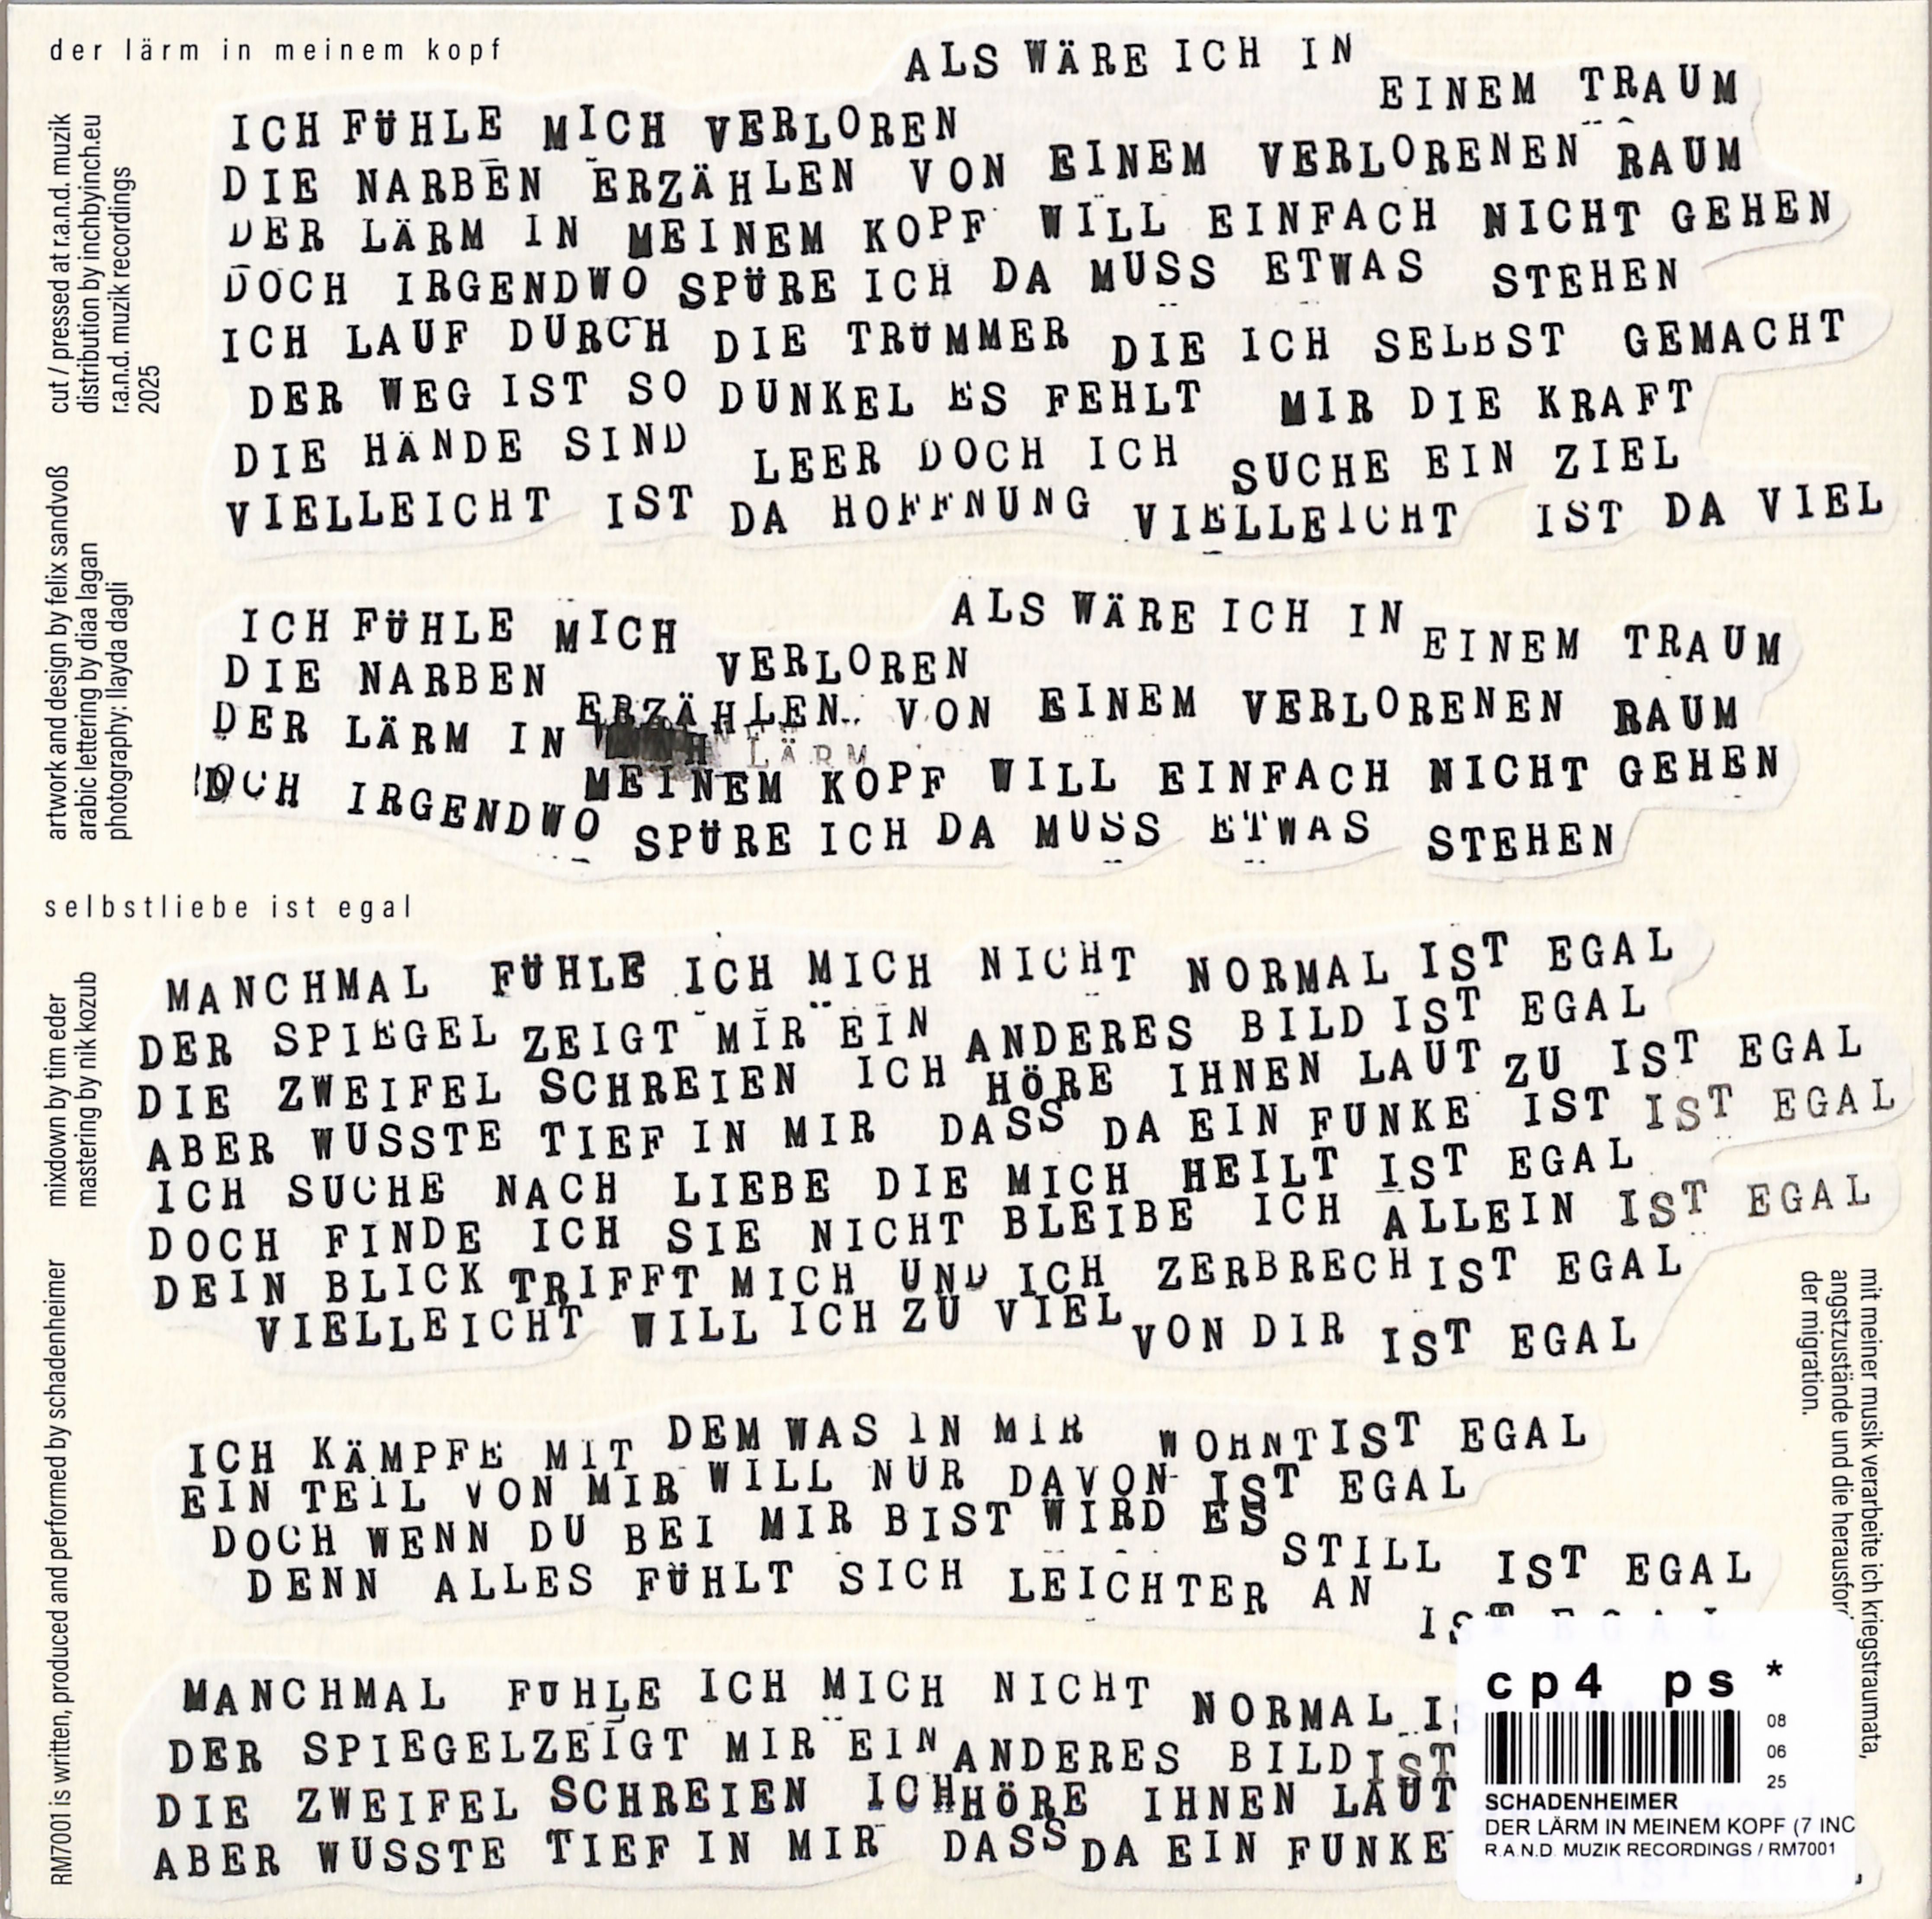 der lärm in meinem kopf
ICH FÜHLE MICH VERLOREN ALS WÄRE ICH IN EINEM TRAUM
DIE NARBEN ERZÄHLEN VON EINEM VERLORENEN RAUM
DER LÄRM IN MEINEM KOPF WILL EINFACH NICHT GEHEN
DOCH IRGENDWO SPÜRE ICH DA MUSS ETWAS STEHEN
ICH LAUF DURCH DIE TRÜMMER DIE ICH SELBST GEMACHT
DER WEG IST SO DUNKEL ES FEHLT MIR DIE KRAFT
DIE HÄNDE SIND LEER DOCH ICH SUCHE EIN ZIEL
VIELLEICHT IST DA HOFFNUNG VIELLEICHT IST DA VIEL
ICH FÜHLE MICH VERLOREN ALS WÄRE ICH IN EINEM TRAUM
DIE NARBEN ERZÄHLEN VON EINEM VERLORENEN RAUM
DER LÄRM IN LÄRM MEINEM KOPF WILL EINFACH NICHT GEHEN
DOCH IRGENDWO SPÜRE ICH DA MUSS ETWAS STEHEN
selbstliebe ist egal
MANCHMAL FÜHLE ICH MICH NICHT NORMAL IST EGAL
DER SPIEGEL ZEIGT MIR EIN ANDERES BILD IST EGAL
DIE ZWEIFEL SCHREIEN ICH HÖRE IHNEN LAUT ZU IST EGAL
ABER WUSSTE TIEF IN MIR DASS DA EIN FUNKE IST IST EGAL
ICH SUCHE NACH LIEBE DIE MICH HEILT IST EGAL
DOCH FINDE ICH SIE NICHT BLEIBE ICH ALLEIN IST EGAL
DEIN BLICK TRIFFT MICH UND ICH ZERBRECH IST EGAL
VIELLEICHT WILL ICH ZU VIEL VON DIR IST EGAL
ICH KÄMPFE MIT DEM WAS IN MIR WOHNT IST EGAL
EIN TEIL VON MIR WILL NUR DAVON IST EGAL
DOCH WENN DU BEI MIR BIST WIRD ES STILL IST EGAL
DENN ALLES FÜHLT SICH LEICHTER AN IST EGAL
MANCHMAL FÜHLE ICH MICH NICHT NORMAL
DER SPIEGEL ZEIGT MIR EIN ANDERES BILD IST
DIE ZWEIFEL SCHREIEN ICH HÖRE IHNEN LAUT
ABER WUSSTE TIEF IN MIR DASS DA EIN FUNKE
cut / pressed at r.a.n.d. muzik
distribution by inchbyinch.eu
r.a.n.d. muzik recordings
2025
artwork and design by felix sandvoß
arabic lettering by diaa lagan
photography: ilayda dagli
mixdown by tim eder
mastering by nik kozub
RM7001 is written, produced and performed by schadenheimer
mit meiner musik verarbeite ich kriegstraumata,
angstzustände und die
der migration.
cp4 ps *
08
06
25
SCHADENHEIMER
DER LÄRM IN MEINEM KOPF (7 INC
R.A.N.D. MUZIK RECORDINGS / RM7001